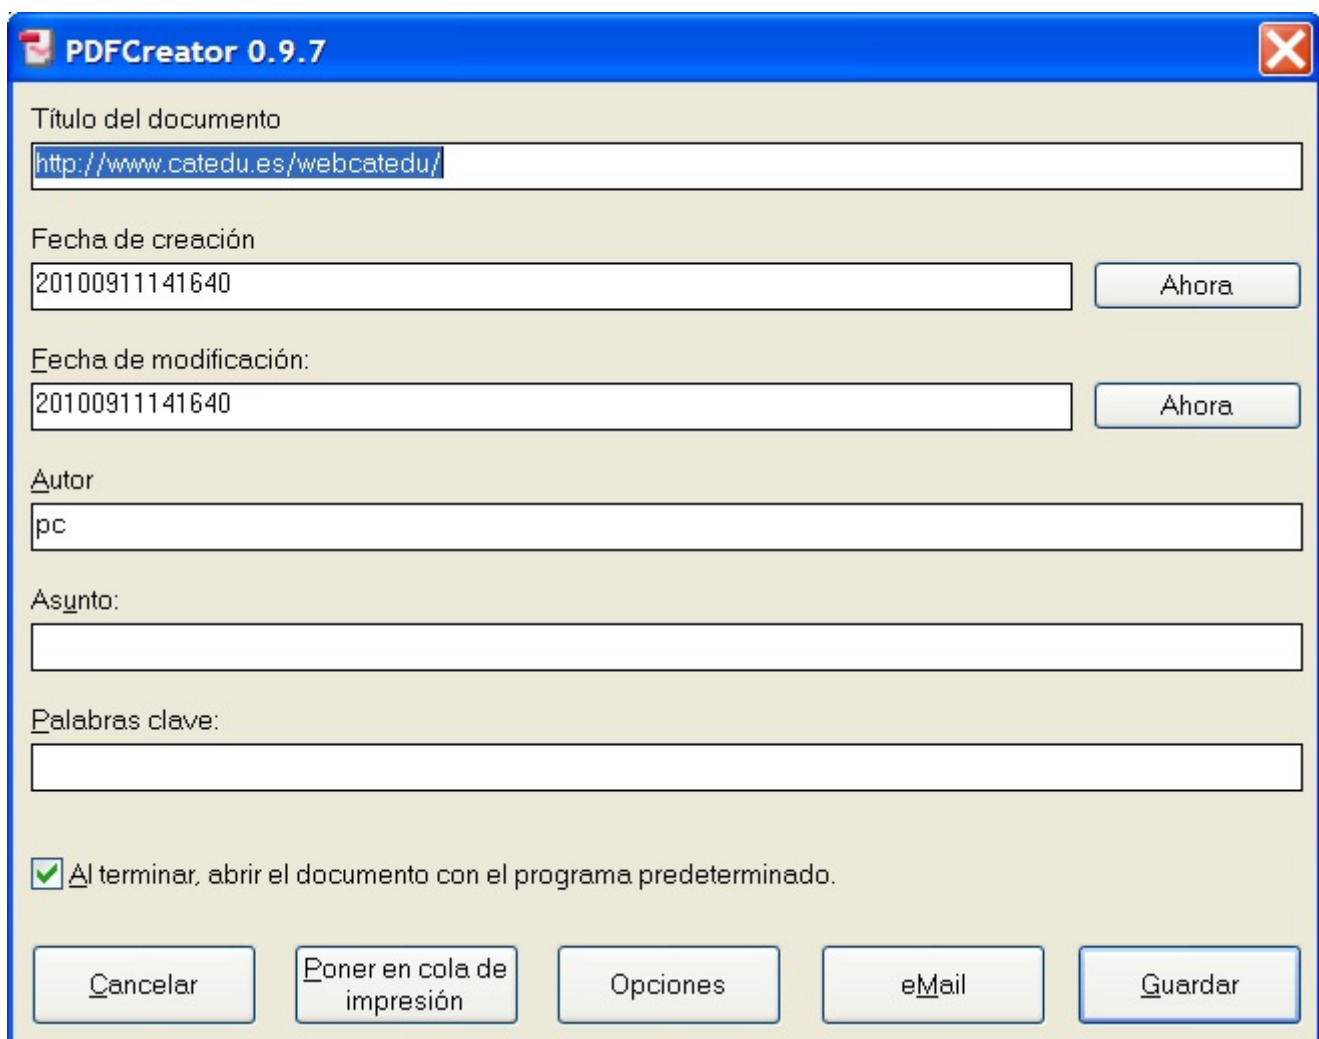 PDFCreator 0.9.7
Título del documento
http://www.catedu.es/webcatedu/
Fecha de creación
20100911141640
Ahora
Fecha de modificación:
20100911141640
Ahora
Autor
pc
Asunto:
Palabras clave:
Al terminar, abrir el documento con el programa predeterminado.
Cancelar
Poner en cola de
impresión
Opciones
eMail
Guardar